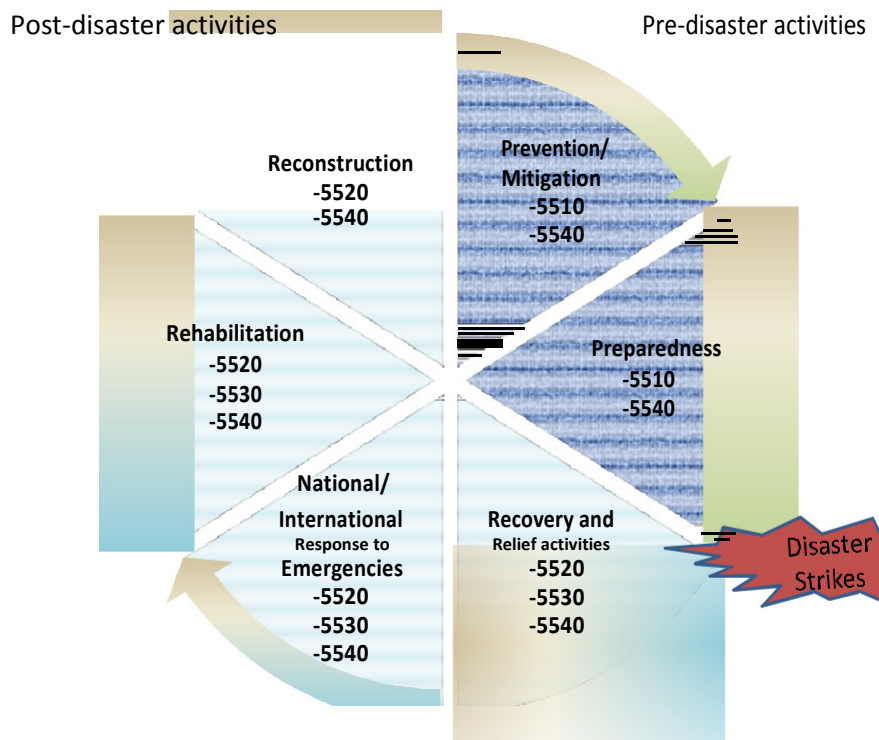 Post-disaster activities
Pre-disaster activities
Prevention/
Mitigation
-5510
-5540
Preparedness
-5510
-5540
Disaster
Strikes
Recovery and
Relief activities
-5520
-5530
-5540
National/
International
Response to
Emergencies
-5520
-5530
-5540
Rehabilitation
-5520
-5530
-5540
Reconstruction
-5520
-5540